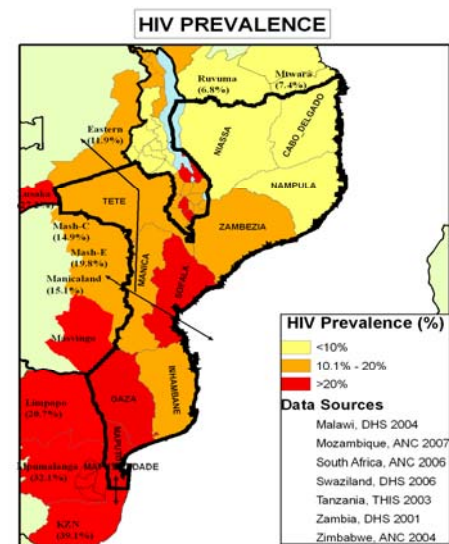 HIV PREVALENCE
Ruvuma
(6.8%)
Mtwara
(7.4%)
Eastern
(11.9%)
NIASSA
CABO_DELGADO
NAMPULA
TETE
ZAMBEZIA
Mash-C
(14.9%)
Mash-E
(19.8%)
MANICA
Manicaland
(15.1%)
SOFALA
Masvingo
INHAMBANE
GAZA
Limpopo
(20.7%)
Mpumalanga
(32.1%)
KZN
(39.1%)
HIV Prevalence (%)
<10%
10.1% - 20%
>20%
Data Sources
Malawi, DHS 2004
Mozambique, ANC 2007
South Africa, ANC 2006
Swaziland, DHS 2006
Tanzania, THIS 2003
Zambia, DHS 2001
Zimbabwe, ANC 2004